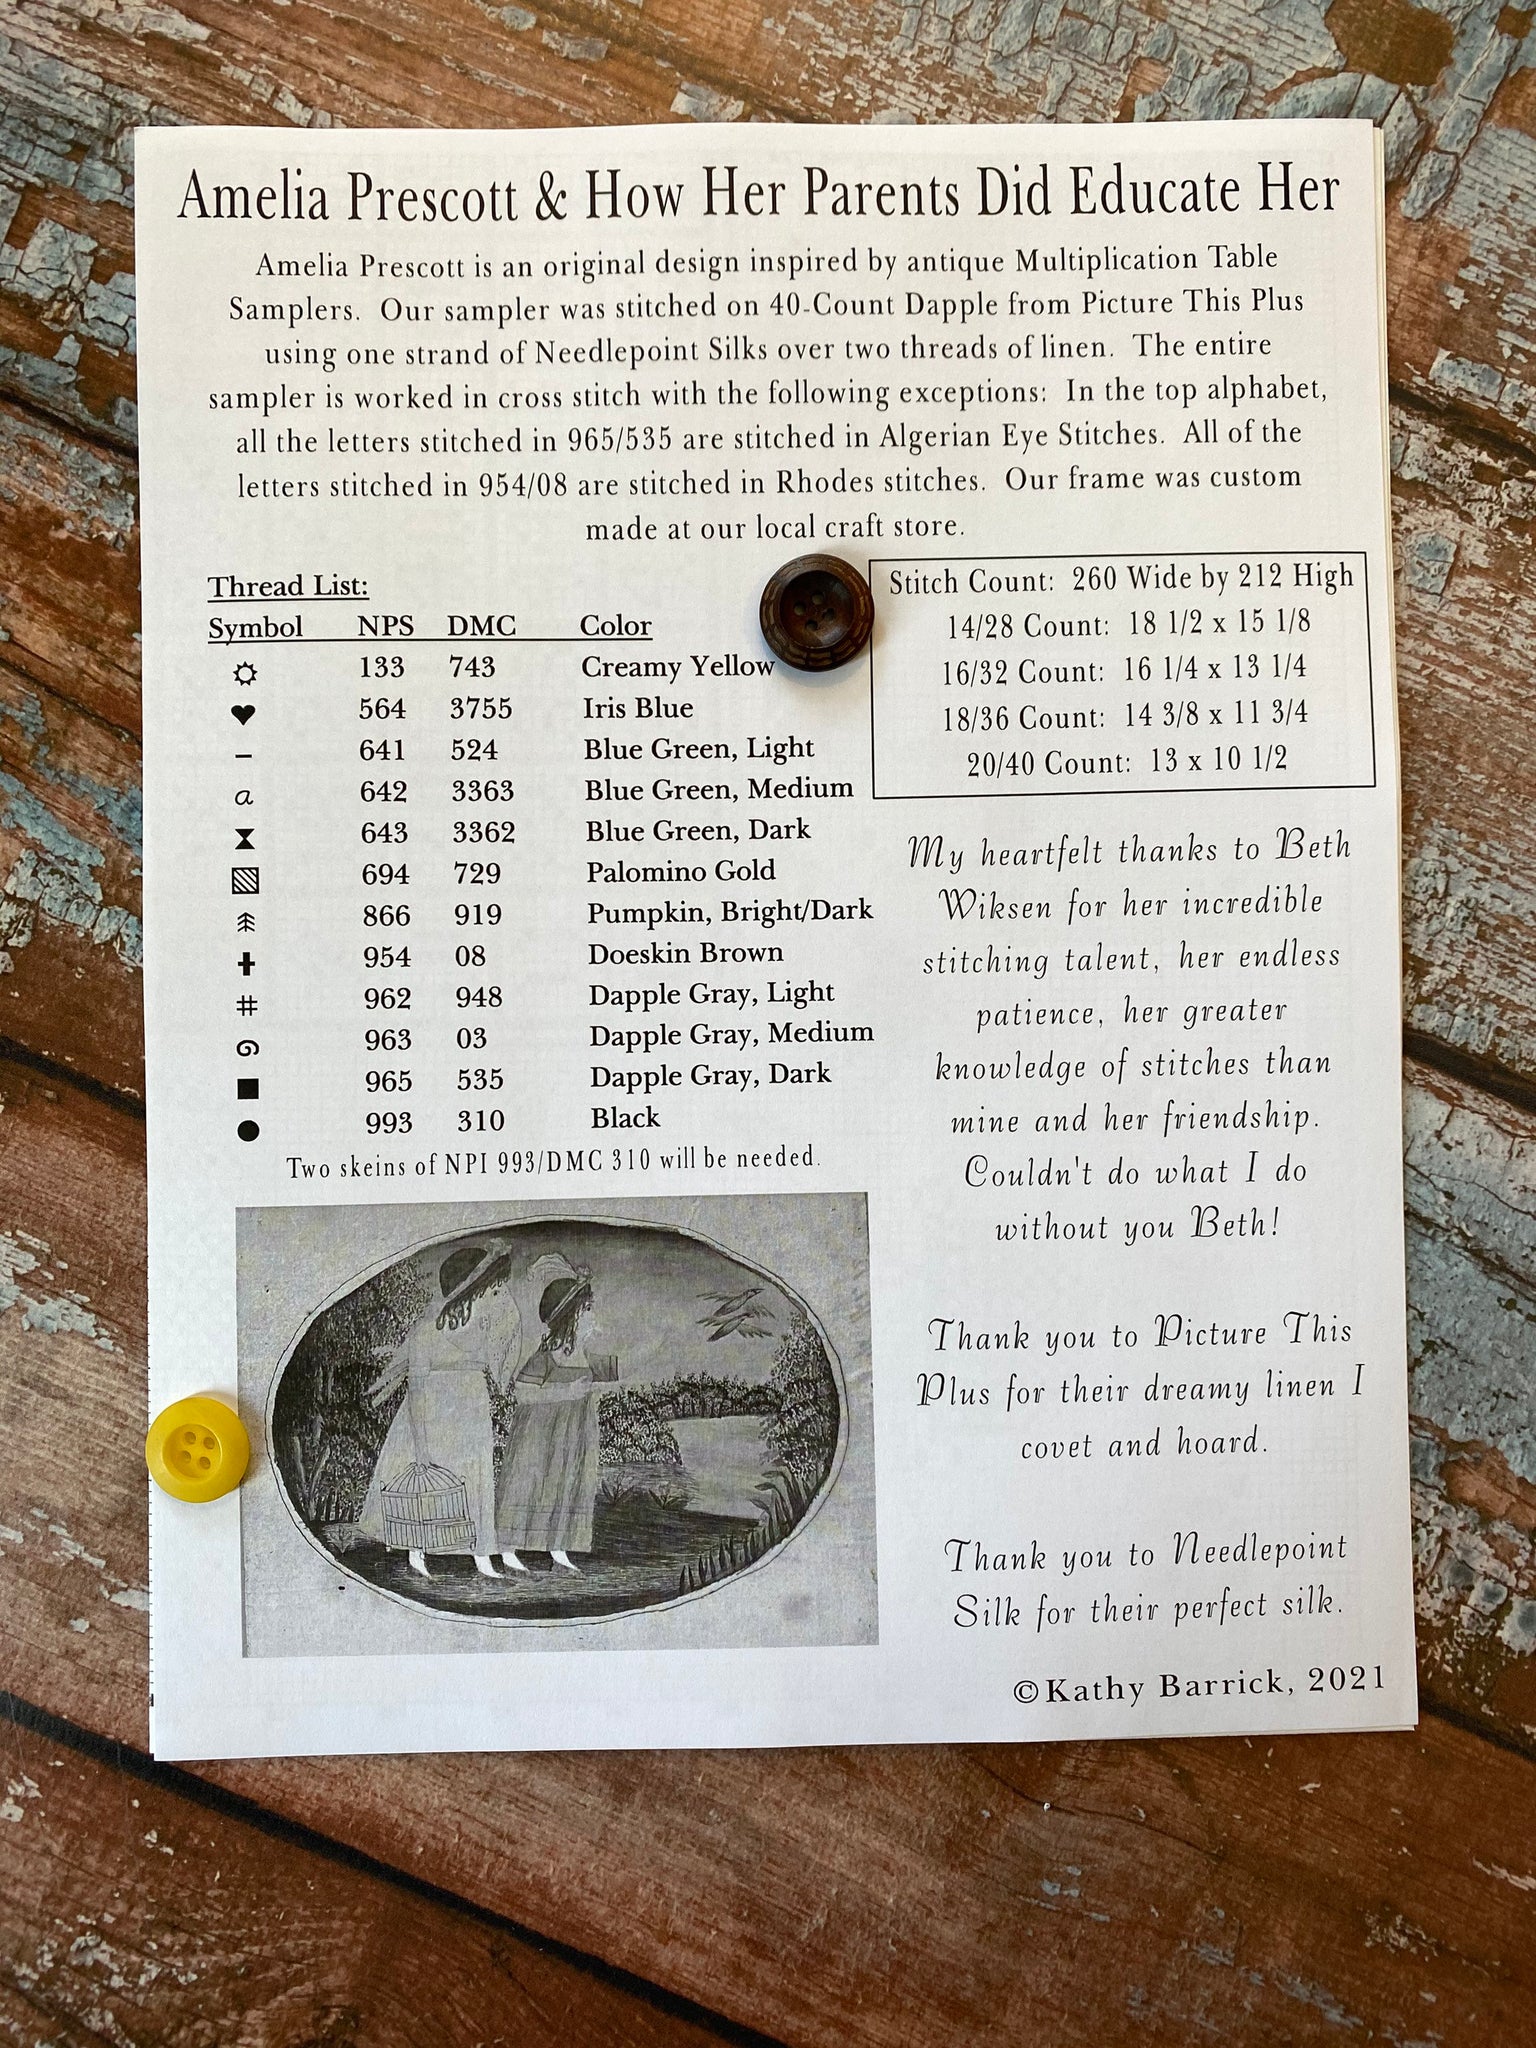 Amelia Prescott & How Her Parents Did Educate Her
Amelia Prescott is an original design inspired by antique Multiplication Table
Samplers. Our sampler was stitched on 40-Count Dapple from Picture This Plus
using one strand of Needlepoint Silks over two threads of linen. The entire
sampler is worked in cross stitch with the following exceptions: In the top alphabet,
all the letters stitched in 965/535 are stitched in Algerian Eye Stitches. All of the
letters stitched in 954/08 are stitched in Rhodes stitches. Our frame was custom
made at our local craft store.
Thread List:
Symbol NPS DMC Color
133 743 Creamy Yellow
564 3755 Iris Blue
– 641 524 Blue Green, Light
a 642 3363 Blue Green, Medium
643 3362 Blue Green, Dark
694 729 Palomino Gold
866 919 Pumpkin, Bright/Dark
954 08 Doeskin Brown
# 962 948 Dapple Gray, Light
963 03 Dapple Gray, Medium
965 535 Dapple Gray, Dark
993 310 Black
Two skeins of NPI 993/DMC 310 will be needed.
Stitch Count: 260 Wide by 212 High
14/28 Count: 18 1/2 x 15 1/8
16/32 Count: 16 1/4 x 13 1/4
18/36 Count: 14 3/8 x 11 3/4
20/40 Count: 13 x 10 1/2
My heartfelt thanks to Beth
Wiksen for her incredible
stitching talent, her endless
patience, her greater
knowledge of stitches than
mine and her friendship.
Couldn't do what I do
without you Beth!
Thank you to Picture This
Plus for their dreamy linen I
covet and hoard.
Thank you to Needlepoint
Silk for their perfect silk.
©Kathy Barrick, 2021